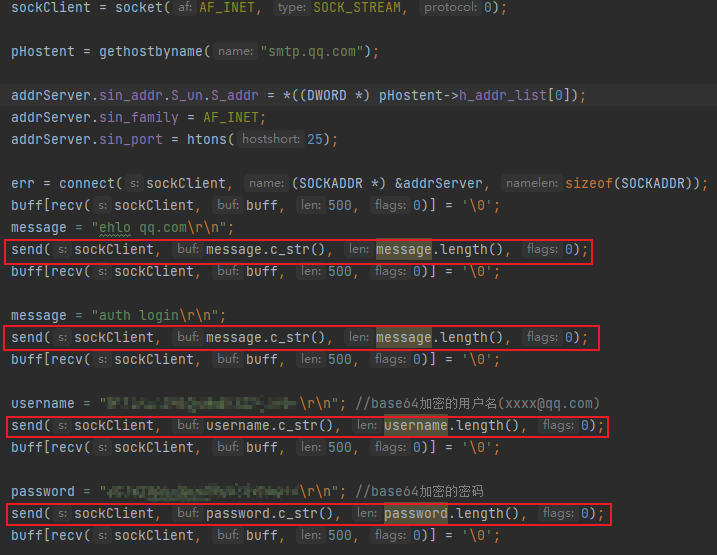 sockClient = socket( af: AF_INET, type: SOCK_STREAM, protocol: 0);
pHostent = gethostbyname( name: "smtp.qq.com");
addrServer.sin_addr.S_un.S_addr = *((DWORD *) pHostent->h_addr_list[0]);
addrServer.sin_family = AF_INET;
addrServer.sin_port = htons( hostshort: 25);
err = connect( s: sockClient, name: (SOCKADDR *) &addrServer, namelen: sizeof(SOCKADDR));
buff[recv( s: sockClient, buf: buff, len: 500, flags: 0)] = '\0';
message = "ehlo qq.com\r\n";
send( s: sockClient, buf: message.c_str(), len: message.length(), flags: 0);
buff[recv( s: sockClient, buf: buff, len: 500, flags: 0)] = '\0';
message = "auth login\r\n";
send( s: sockClient, buf: message.c_str(), len: message.length(), flags: 0);
buff[recv( s: sockClient, buf: buff, len: 500, flags: 0)] = '\0';
username = "\r\n"; //base64加密的用户名(xxxx@qq.com)
send( s: sockClient, buf: username.c_str(), len: username.length(), flags: 0);
buff[recv( s: sockClient, buf: buff, len: 500, flags: 0)] = '\0';
password = "\r\n"; //base64加密的密码
send( s: sockClient, buf: password.c_str(), len: password.length(), flags: 0);
buff[recv( s: sockClient, buf: buff, len: 500, flags: 0)] = '\0';